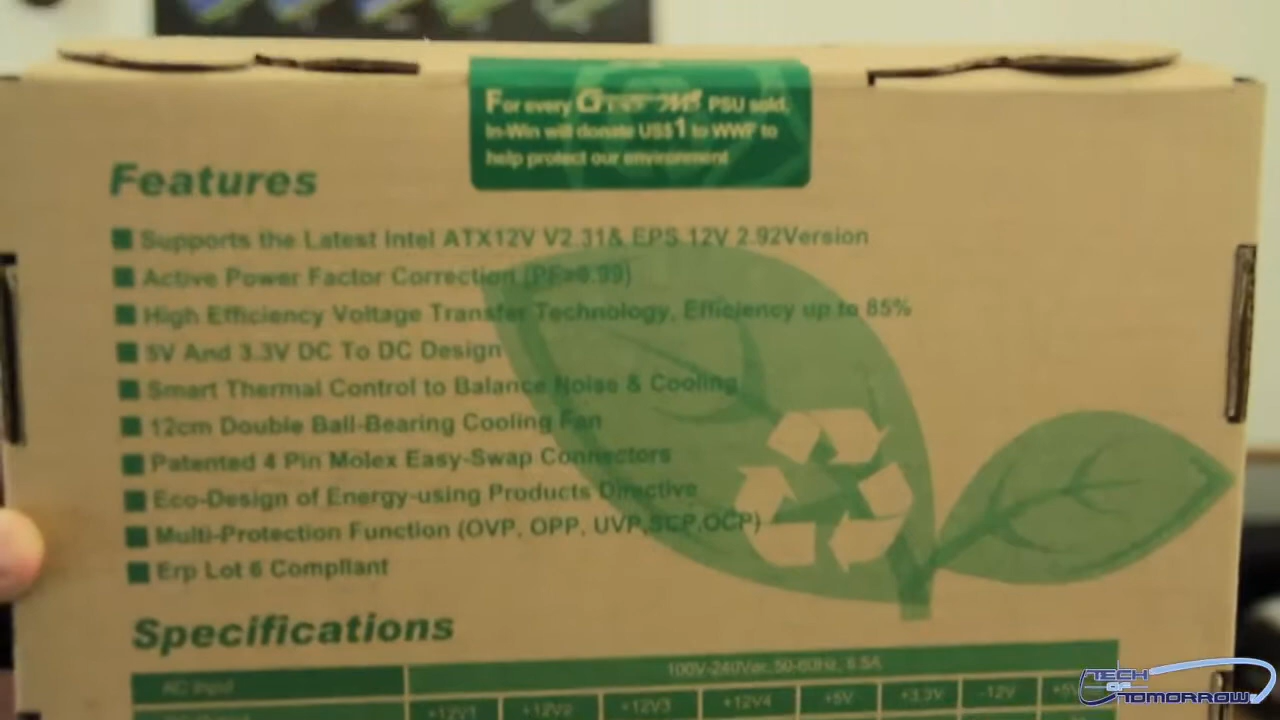 For every PSU sold,
In-Win will donate US$1 to WWF to
help protect our environment
Features
Supports the Latest Intel ATX12V V2.31& EPS 12V 2.92Version
Active Power Factor Correction (PF>0.99)
High Efficiency Voltage Transfer Technology, Efficiency up to 85%
5V And 3.3V DC To DC Design
Smart Thermal Control to Balance Noise & Cooling
12cm Double Ball-Bearing Cooling Fan
Patented 4 Pin Molex Easy-Swap Connectors
Eco-Design of Energy-using Products Directive
Multi-Protection Function (OVP, OPP, UVP,SCP,OCP)
Erp Lot 6 Compliant
Specifications
AC Input 100V-240Vac, 50-60Hz, 6.5A
+12V1 +12V3 +12V4 +5V +3.3V -12V
TECH OF TOMORROW